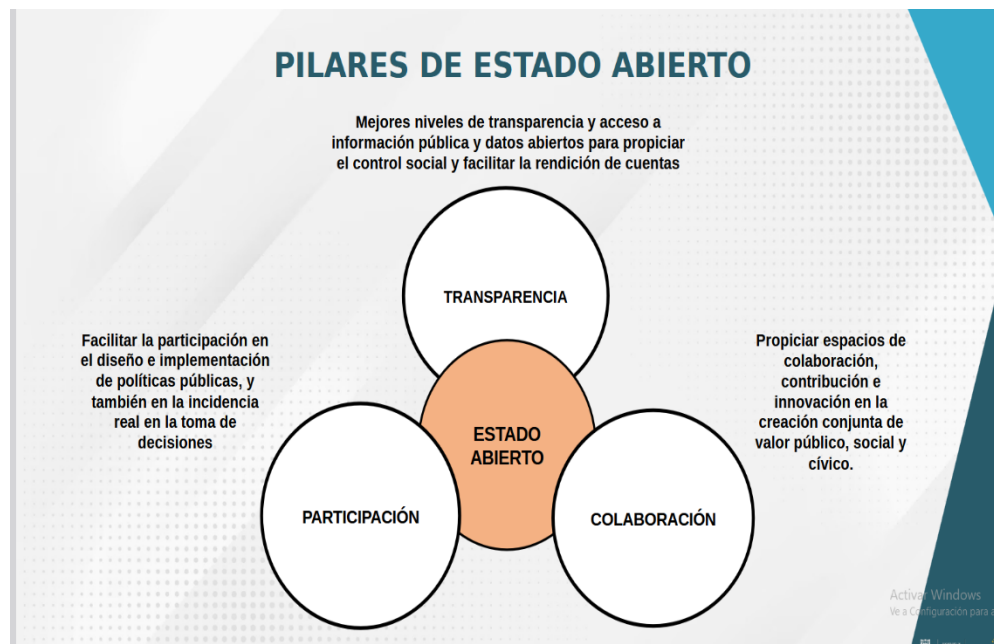 PILARES DE ESTADO ABIERTO
Mejores niveles de transparencia y acceso a
información pública y datos abiertos para propiciar
el control social y facilitar la rendición de cuentas
TRANSPARENCIA
Facilitar la participación en
el diseño e implementación
de políticas públicas, y
también en la incidencia
real en la toma de
decisiones
Propiciar espacios de
colaboración,
contribución e
innovación en la
creación conjunta de
valor público, social y
cívico.
ESTADO
ABIERTO
PARTICIPACIÓN
COLABORACIÓN
Activar Windows
Ve a Configuración para a